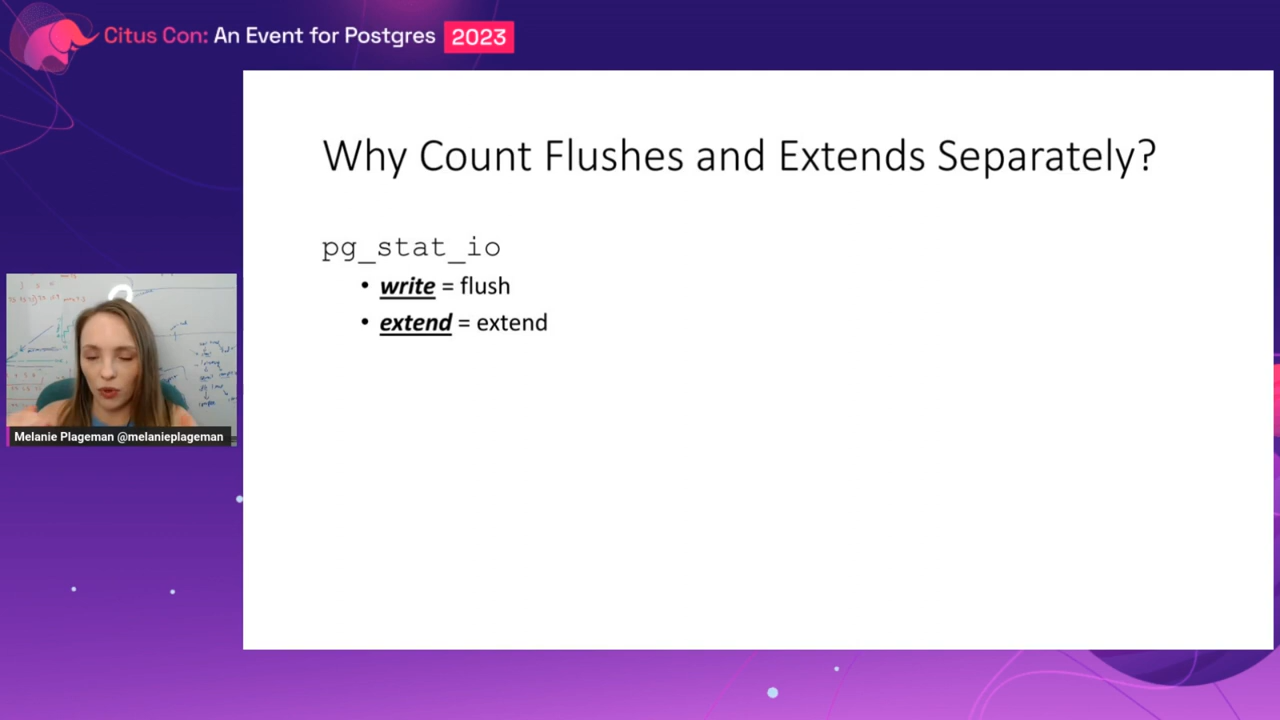 Citus Con: An Event for Postgres 2023
Why Count Flushes and Extends Separately?
pg_stat_io
• write = flush
• extend = extend
Melanie Plageman @melanieplageman